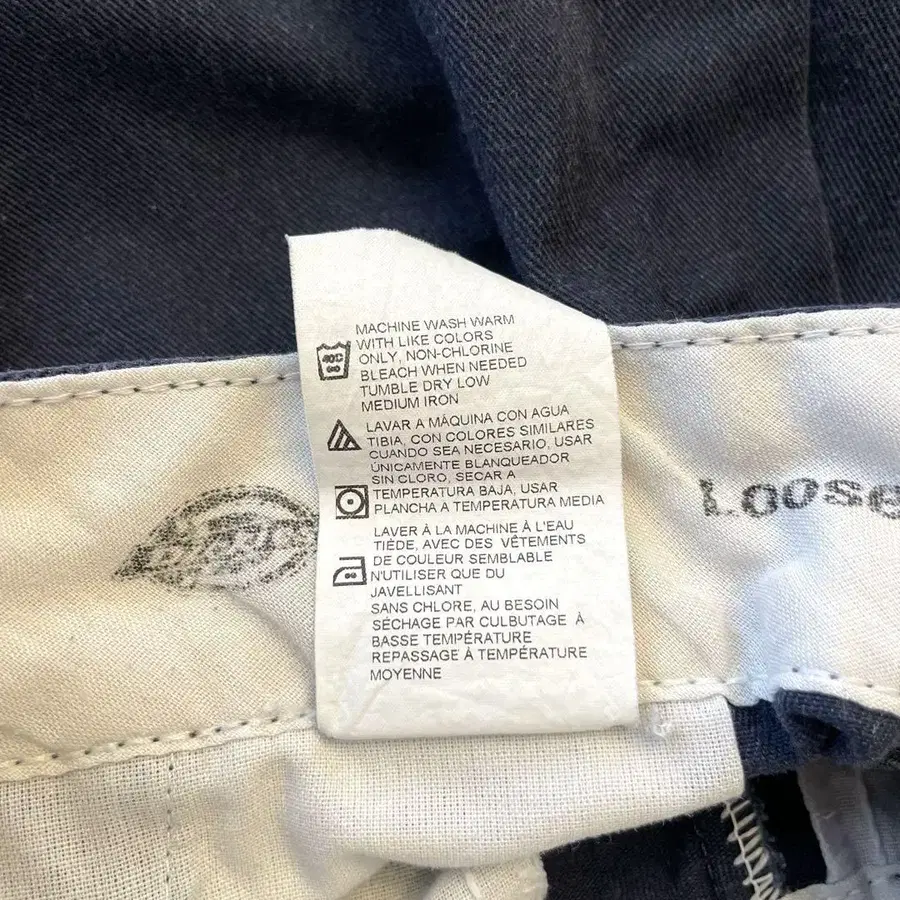 MACHINE WASH WARM
WITH LIKE COLORS
ONLY, NON-CHLORINE
BLEACH WHEN NEEDED
TUMBLE DRY LOW
MEDIUM IRON
40C
LAVAR A MÁQUINA CON AGUA
TIBIA, CON COLORES SIMILARES
CUANDO SEA NECESARIO, USAR
ÚNICAMENTE BLANQUEADOR
SIN CLORO, SECAR A
TEMPERATURA BAJA, USAR
PLANCHA A TEMPERATURA MEDIA
LAVER À LA MACHINE À L'EAU
TIÈDE, AVEC DES VÊTEMENTS
DE COULEUR SEMBLABLE
N'UTILISER QUE DU
JAVELLISANT
SANS CHLORE, AU BESOIN
SÉCHAGE PAR CULBUTAGE À
BASSE TEMPÉRATURE
REPASSAGE À TEMPÉRATURE
MOYENNE
Loose